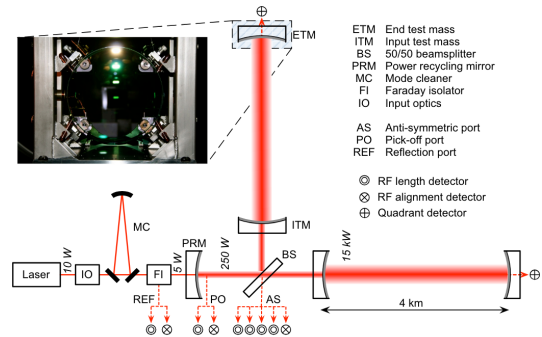 ETM
ETM End test mass
ITM Input test mass
BS 50/50 beamsplitter
PRM Power recycling mirror
MC Mode cleaner
FI Faraday isolator
IO Input optics
AS Anti-symmetric port
PO Pick-off port
REF Reflection port
RF length detector
RF alignment detector
Quadrant detector
MC
ITM
PRM
250 W
BS
15 kW
Laser
10 W
IO
FI
5 W
4 km
REF
PO
AS